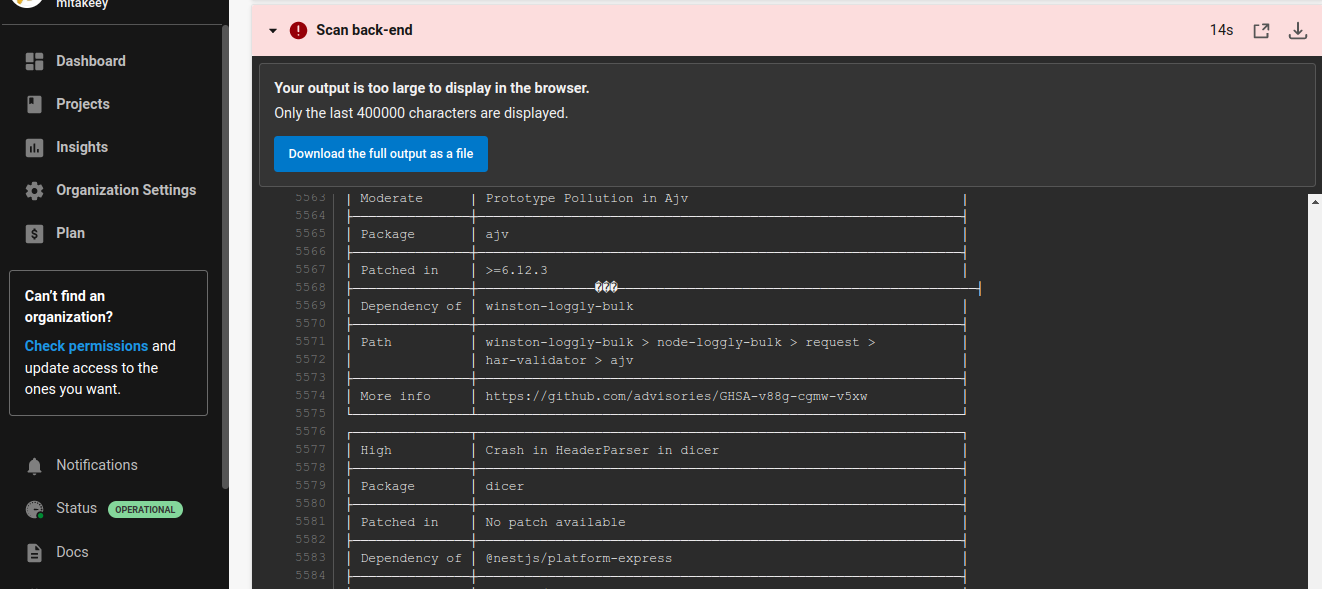 mitakeey
Dashboard
Projects
Insights
Organization Settings
Plan
Can't find an
organization?
Check permissions and
update access to the
ones you want.
Notifications
Status OPERATIONAL
Docs
Scan back-end 14s
Your output is too large to display in the browser.
Only the last 400000 characters are displayed.
Download the full output as a file
5563 │ Moderate │ Prototype Pollution in Ajv │
5564
5565 │ Package │ ajv │
5566
5567 │ Patched in │ >=6.12.3 │
5568 ���
5569 │ Dependency of │ winston-loggly-bulk │
5570
5571 │ Path │ winston-loggly-bulk > node-loggly-bulk > request > │
5572 │ │ har-validator > ajv │
5573
5574 │ More info │ https://github.com/advisories/GHSA-v88g-cgmw-v5xw │
5575
5576
5577 │ High │ Crash in HeaderParser in dicer │
5578
5579 │ Package │ dicer │
5580
5581 │ Patched in │ No patch available │
5582
5583 │ Dependency of │ @nestjs/platform-express │
5584